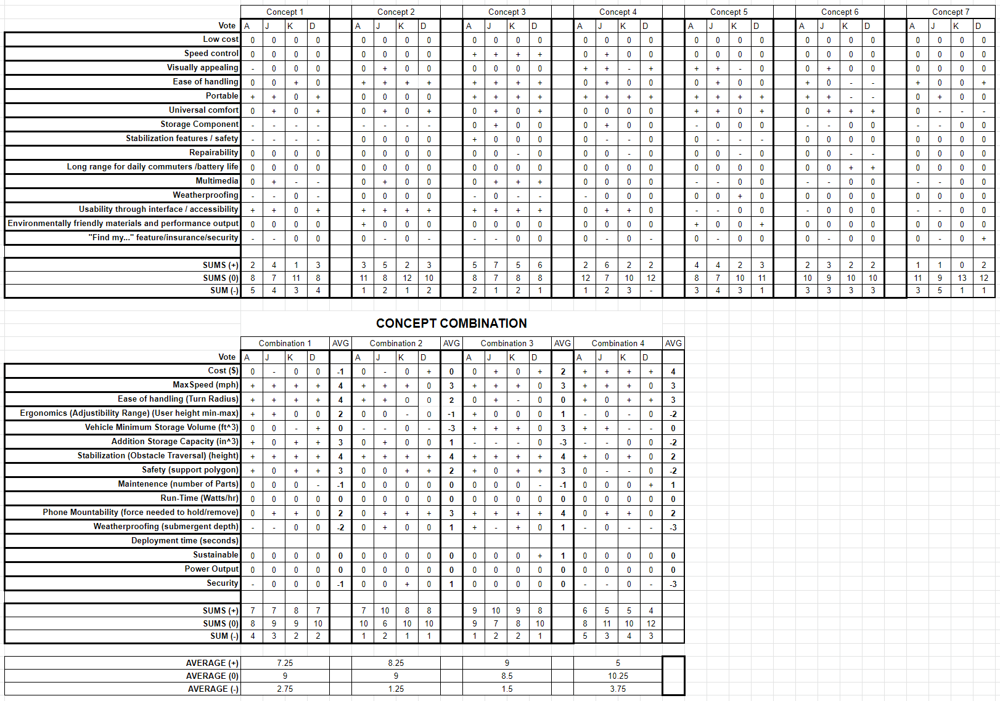 Concept 1 Concept 2 Concept 3 Concept 4 Concept 5 Concept 6 Concept 7
Vote A J K D A J K D A J K D A J K D A J K D A J K D A J K D
Low cost 0 0 0 0 0 0 0 0 0 0 0 0 0 0 0 0 0 0 0 0 0 0 0 0 0 0 0 0
Speed control 0 0 0 0 0 0 0 0 + + + + 0 + 0 0 0 0 0 0 0 0 0 0 0 0 0 0
Visually appealing - 0 0 0 0 + 0 0 0 0 0 0 + + - + + + - 0 0 + 0 0 0 0 0 0
Ease of handling 0 0 + 0 + + + + + + + + 0 + 0 0 0 + 0 0 + 0 - - + 0 0 +
Portable + + 0 + 0 0 0 0 + + + + + + + + + + + + + + - - 0 + 0 0
Universal comfort 0 + 0 + 0 + 0 + 0 + 0 + 0 0 0 0 + + 0 + 0 + + + 0 - - -
Storage Component - - - - - - - - 0 + 0 0 0 + 0 0 - 0 0 0 - - 0 0 - - 0 0
Stabilization features / safety - - - - 0 0 0 0 + 0 0 0 0 - - 0 0 - - - 0 0 0 0 0 0 0 0
Repairability 0 0 0 0 0 0 0 0 0 0 - 0 0 0 - 0 0 0 - 0 0 0 - - 0 0 0 0
Long range for daily commuters /battery life 0 0 0 0 0 0 0 0 0 0 0 0 0 0 0 0 0 0 0 0 0 0 + + 0 0 0 0
Multimedia 0 + - - 0 + 0 0 0 + + + 0 0 0 0 - - 0 0 - - 0 0 - - 0 0
Weatherproofing - - 0 - 0 0 0 0 - 0 - - - 0 0 0 0 0 + 0 0 0 0 0 0 0 0 0
Usability through interface / accessibility + + 0 + + + + + + + + + 0 + + 0 - - 0 0 - 0 0 0 - - 0 0
Environmentally friendly materials and performance output 0 0 0 0 + 0 0 0 0 0 0 0 0 0 0 0 + 0 0 + 0 0 0 0 0 0 0 0
"Find my..." feature/insurance/security - - 0 0 0 - 0 - - - 0 0 0 - 0 - 0 - 0 0 0 - 0 0 0 - 0 +
SUMS (+) 2 4 1 3 3 5 2 3 5 7 5 6 2 6 2 2 4 4 2 3 2 3 2 2 1 1 0 2
SUMS (0) 8 7 11 8 11 8 12 10 8 7 8 8 12 7 10 12 8 7 10 11 10 9 10 10 11 9 13 12
SUM (-) 5 4 3 4 1 2 1 2 2 1 2 1 1 2 3 - 3 4 3 1 3 3 3 3 3 5 1 1
CONCEPT COMBINATION
Combination 1 AVG Combination 2 AVG Combination 3 AVG Combination 4 AVG
Vote A J K D A J K D A J K D A J K D
Cost ($) 0 - 0 0 -1 0 - 0 + 0 0 + 0 + 2 + + + + 4
MaxSpeed (mph) + + + + 4 + + + 0 3 + + + 0 3 + + + 0 3
Ease of handling (Turn Radius) + + + + 4 + + 0 0 2 0 + - 0 0 + 0 + + 3
Ergonomics (Adjustibility Range) (User height min-max) + + 0 0 2 0 0 - 0 -1 + 0 0 0 1 - 0 - 0 -2
Vehicle Minimum Storage Volume (ft^3) 0 0 - + 0 - - 0 - -3 + + + 0 3 + + - - 0
Addition Storage Capacity (in^3) + 0 + + 3 0 + 0 0 1 - - - 0 -3 - - 0 0 -2
Stabilization (Obstacle Traversal) (height) + + + + 4 + + + + 4 + + + + 4 + 0 + 0 2
Safety (support polygon) + 0 + + 3 0 0 + + 2 + 0 + + 3 0 - - 0 -2
Maintenence (number of Parts) 0 0 0 - -1 0 0 0 0 0 0 0 0 - -1 0 0 0 + 1
Run-Time (Watts/hr) 0 0 0 0 0 0 0 0 0 0 0 0 0 0 0 0 0 0 0 0
Phone Mountability (force needed to hold/remove) 0 + + 0 2 0 + + + 3 + + + + 4 0 + + 0 2
Weatherproofing (submergent depth) - - 0 0 -2 0 + 0 0 1 + - + 0 1 - 0 - - -3
Deployment time (seconds)
Sustainable 0 0 0 0 0 0 0 0 0 0 0 0 0 + 1 0 0 0 0 0
Power Output 0 0 0 0 0 0 0 0 0 0 0 0 0 0 0 0 0 0 0 0
Security - 0 0 0 -1 0 0 + 0 1 0 0 0 0 0 - - 0 - -3
SUMS (+) 7 7 8 7 7 10 8 8 9 10 9 8 6 5 5 4
SUMS (0) 8 9 9 10 10 6 10 10 9 7 8 10 8 11 10 12
SUM (-) 4 3 2 2 1 2 1 1 1 2 2 1 5 3 4 3
AVERAGE (+) 7.25 8.25 9 5
AVERAGE (0) 9 9 8.5 10.25
AVERAGE (-) 2.75 1.25 1.5 3.75